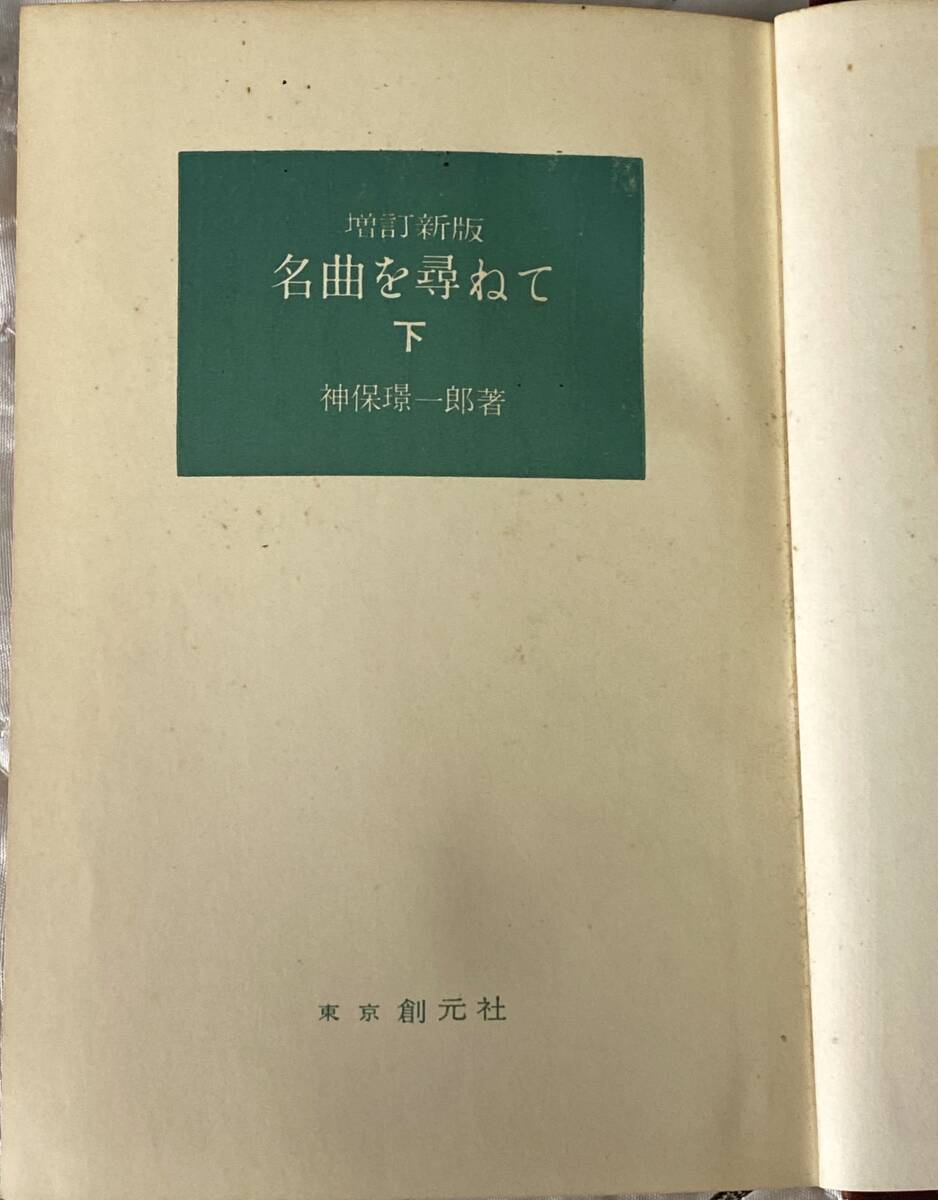 増訂新版
名曲を尋ねて
下
神保璟一郎著
東京 創元社